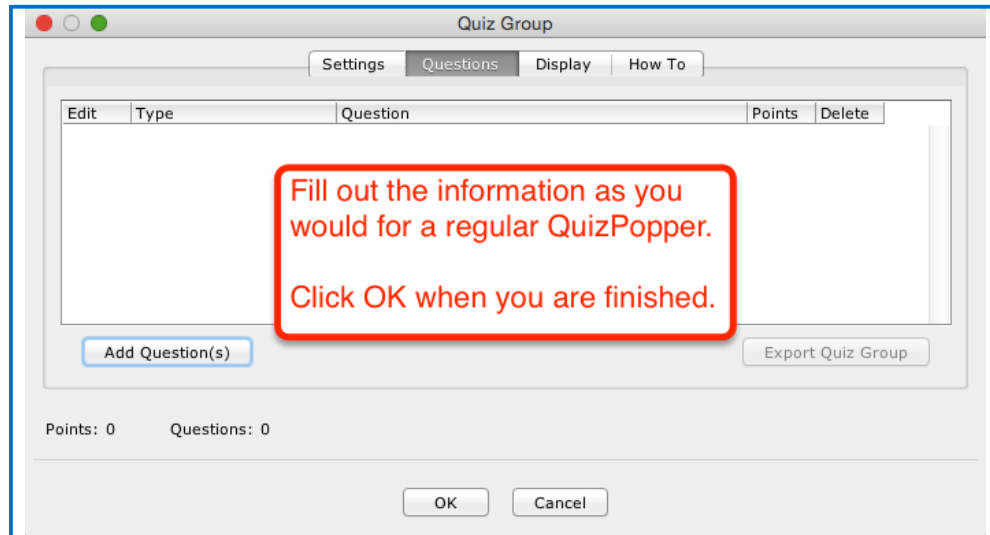 Quiz Group
Settings Questions Display How To
Edit Type Question Points Delete
Fill out the information as you
would for a regular QuizPopper.
Click OK when you are finished.
Add Question(s) Export Quiz Group
Points: 0 Questions: 0
OK Cancel